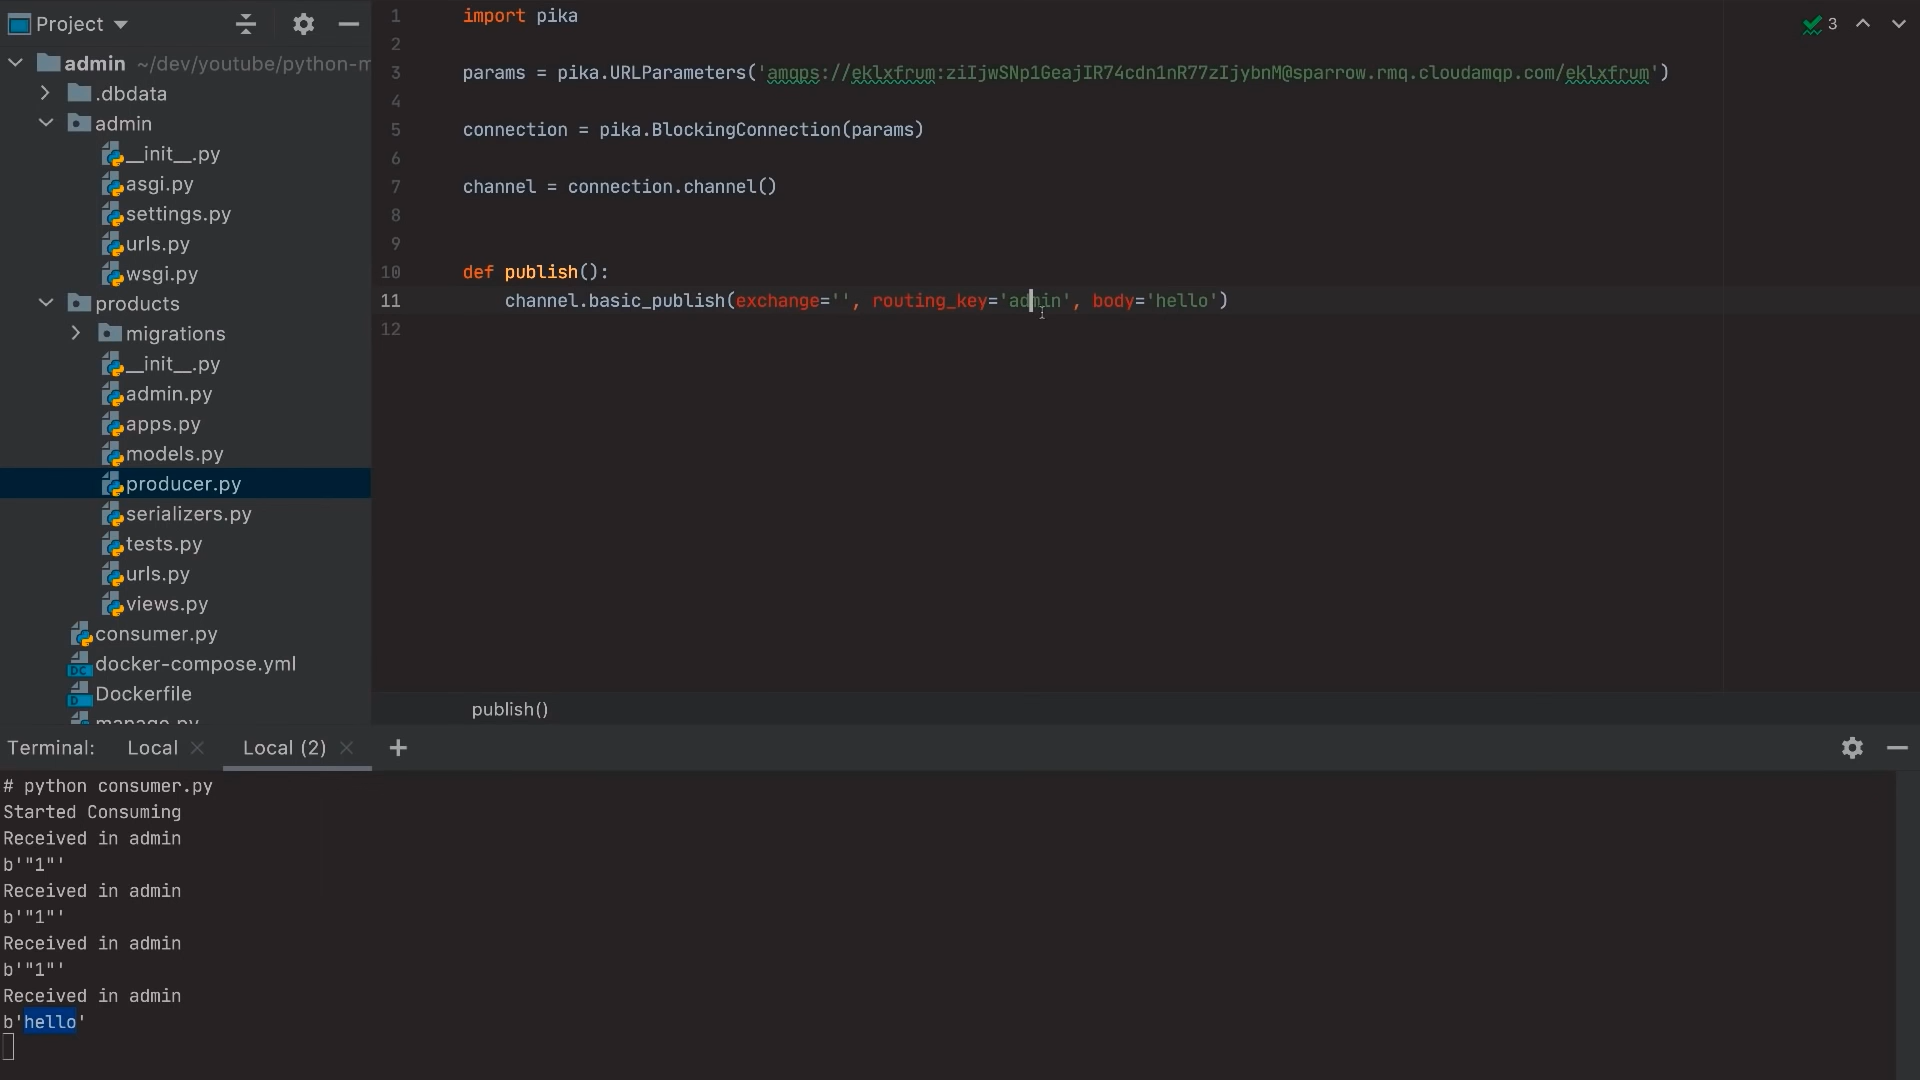 Project
admin ~/dev/youtube/python-m
.dbdata
admin
__init__.py
asgi.py
settings.py
urls.py
wsgi.py
products
migrations
__init__.py
admin.py
apps.py
models.py
producer.py
serializers.py
tests.py
urls.py
views.py
consumer.py
docker-compose.yml
Dockerfile
manage.py
3
1 import pika
2
3 params = pika.URLParameters('amqps://eklxfrum:ziIjwSNp1GeajIR74cdn1nR77zIjybnM@sparrow.rmq.cloudamqp.com/eklxfrum')
4
5 connection = pika.BlockingConnection(params)
6
7 channel = connection.channel()
8
9
10 def publish():
11 channel.basic_publish(exchange='', routing_key='admin', body='hello')
12
publish()
Terminal: Local Local (2)
# python consumer.py
Started Consuming
Received in admin
b'"1"'
Received in admin
b'"1"'
Received in admin
b'"1"'
Received in admin
b'hello'